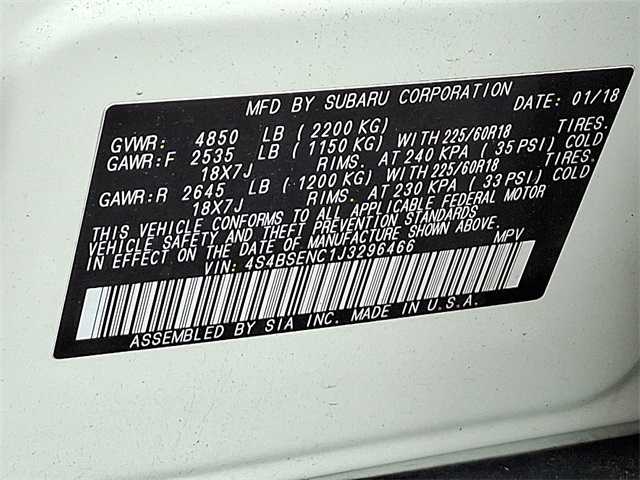 MFD BY SUBARU CORPORATION DATE: 01/18
GVWR: 4850 LB (2200 KG)
GAWR:F 2535 LB (1150 KG) WITH 225/60R18 TIRES.
18X7J RIMS. AT 240 KPA (35 PSI) COLD
GAWR:R 2645 LB (1200 KG) WITH 225/60R18 TIRES.
18X7J RIMS. AT 230 KPA (33 PSI) COLD
THIS VEHICLE CONFORMS TO ALL APPLICABLE FEDERAL MOTOR
VEHICLE SAFETY AND THEFT PREVENTION STANDARDS
IN EFFECT ON THE DATE OF MANUFACTURE SHOWN ABOVE.
VIN: 4S4BSENC1J3296466 MPV
ASSEMBLED BY SIA INC. MADE IN U.S.A.